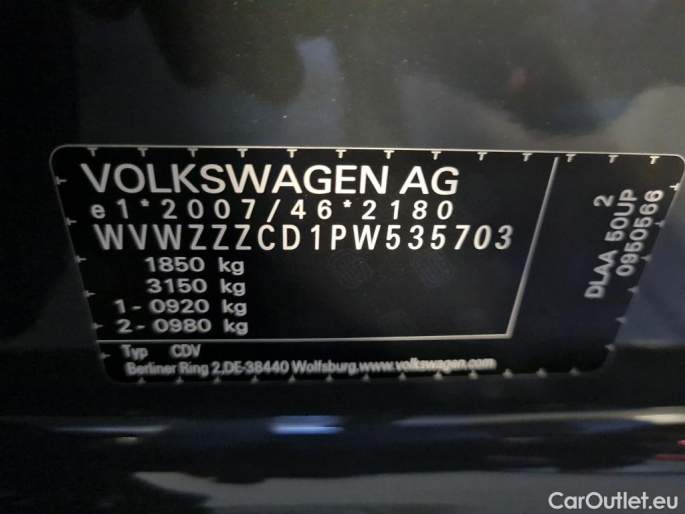 VOLKSWAGEN AG
e1*2007/46*2180
WVWZZZCD1PW535703
1850 kg
3150 kg
1-0920 kg
2-0980 kg
Typ CDV
Berliner Ring 2,DE-38440 Wolfsburg,www.volkswagen.com
2
DLAA 50UP
0950566
CarOutlet.eu